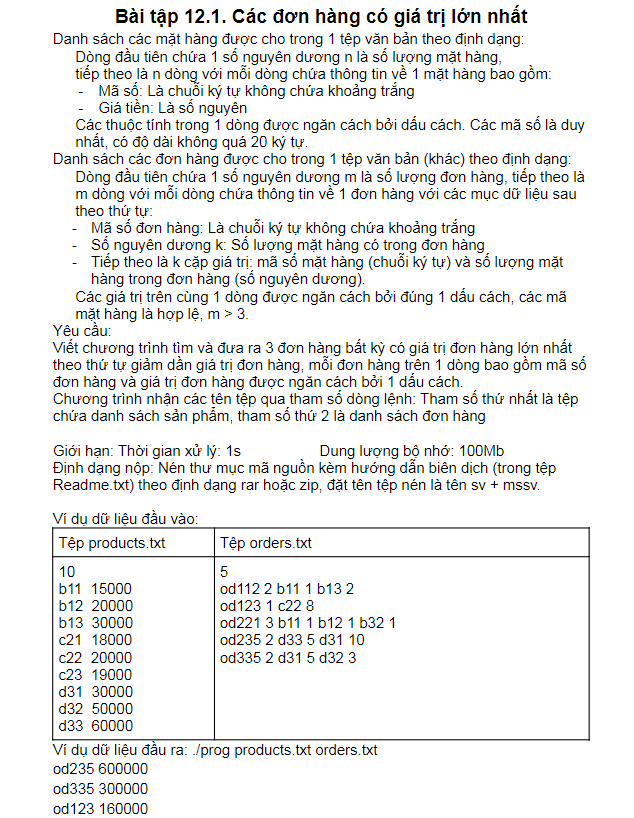 Bài tập 12.1. Các đơn hàng có giá trị lớn nhất
Danh sách các mặt hàng được cho trong 1 tệp văn bản theo định dạng:
Dòng đầu tiên chứa 1 số nguyên dương n là số lượng mặt hàng,
tiếp theo là n dòng với mỗi dòng chứa thông tin về 1 mặt hàng bao gồm:
- Mã số: Là chuỗi ký tự không chứa khoảng trắng
- Giá tiền: Là số nguyên
Các thuộc tính trong 1 dòng được ngăn cách bởi dấu cách. Các mã số là duy
nhất, có độ dài không quá 20 ký tự.
Danh sách các đơn hàng được cho trong 1 tệp văn bản (khác) theo định dạng:
Dòng đầu tiên chứa 1 số nguyên dương m là số lượng đơn hàng, tiếp theo là
m dòng với mỗi dòng chứa thông tin về 1 đơn hàng với các mục dữ liệu sau
theo thứ tự:
- Mã số đơn hàng: Là chuỗi ký tự không chứa khoảng trắng
- Số nguyên dương k: Số lượng mặt hàng có trong đơn hàng
- Tiếp theo là k cặp giá trị: mã số mặt hàng (chuỗi ký tự) và số lượng mặt
hàng trong đơn hàng (số nguyên dương).
Các giá trị trên cùng 1 dòng được ngăn cách bởi đúng 1 dấu cách, các mã
mặt hàng là hợp lệ, m > 3.
Yêu cầu:
Viết chương trình tìm và đưa ra 3 đơn hàng bất kỳ có giá trị đơn hàng lớn nhất
theo thứ tự giảm dần giá trị đơn hàng, mỗi đơn hàng trên 1 dòng bao gồm mã số
đơn hàng và giá trị đơn hàng được ngăn cách bởi 1 dấu cách.
Chương trình nhận các tên tệp qua tham số dòng lệnh: Tham số thứ nhất là tệp
chứa danh sách sản phẩm, tham số thứ 2 là danh sách đơn hàng
Giới hạn: Thời gian xử lý: 1s Dung lượng bộ nhớ: 100Mb
Định dạng nộp: Nén thư mục mã nguồn kèm hướng dẫn biên dịch (trong tệp
Readme.txt) theo định dạng rar hoặc zip, đặt tên tệp nén là tên sv + mssv.
Ví dụ dữ liệu đầu vào:
Tệp products.txt
Tệp orders.txt
10
b11 15000
b12 20000
b13 30000
c21 18000
c22 20000
c23 19000
d31 30000
d32 50000
d33 60000
5
od112 2 b11 1 b13 2
od123 1 c22 8
od221 3 b11 1 b12 1 b32 1
od235 2 d33 5 d31 10
od335 2 d31 5 d32 3
Ví dụ dữ liệu đầu ra: ./prog products.txt orders.txt
od235 600000
od335 300000
od123 160000